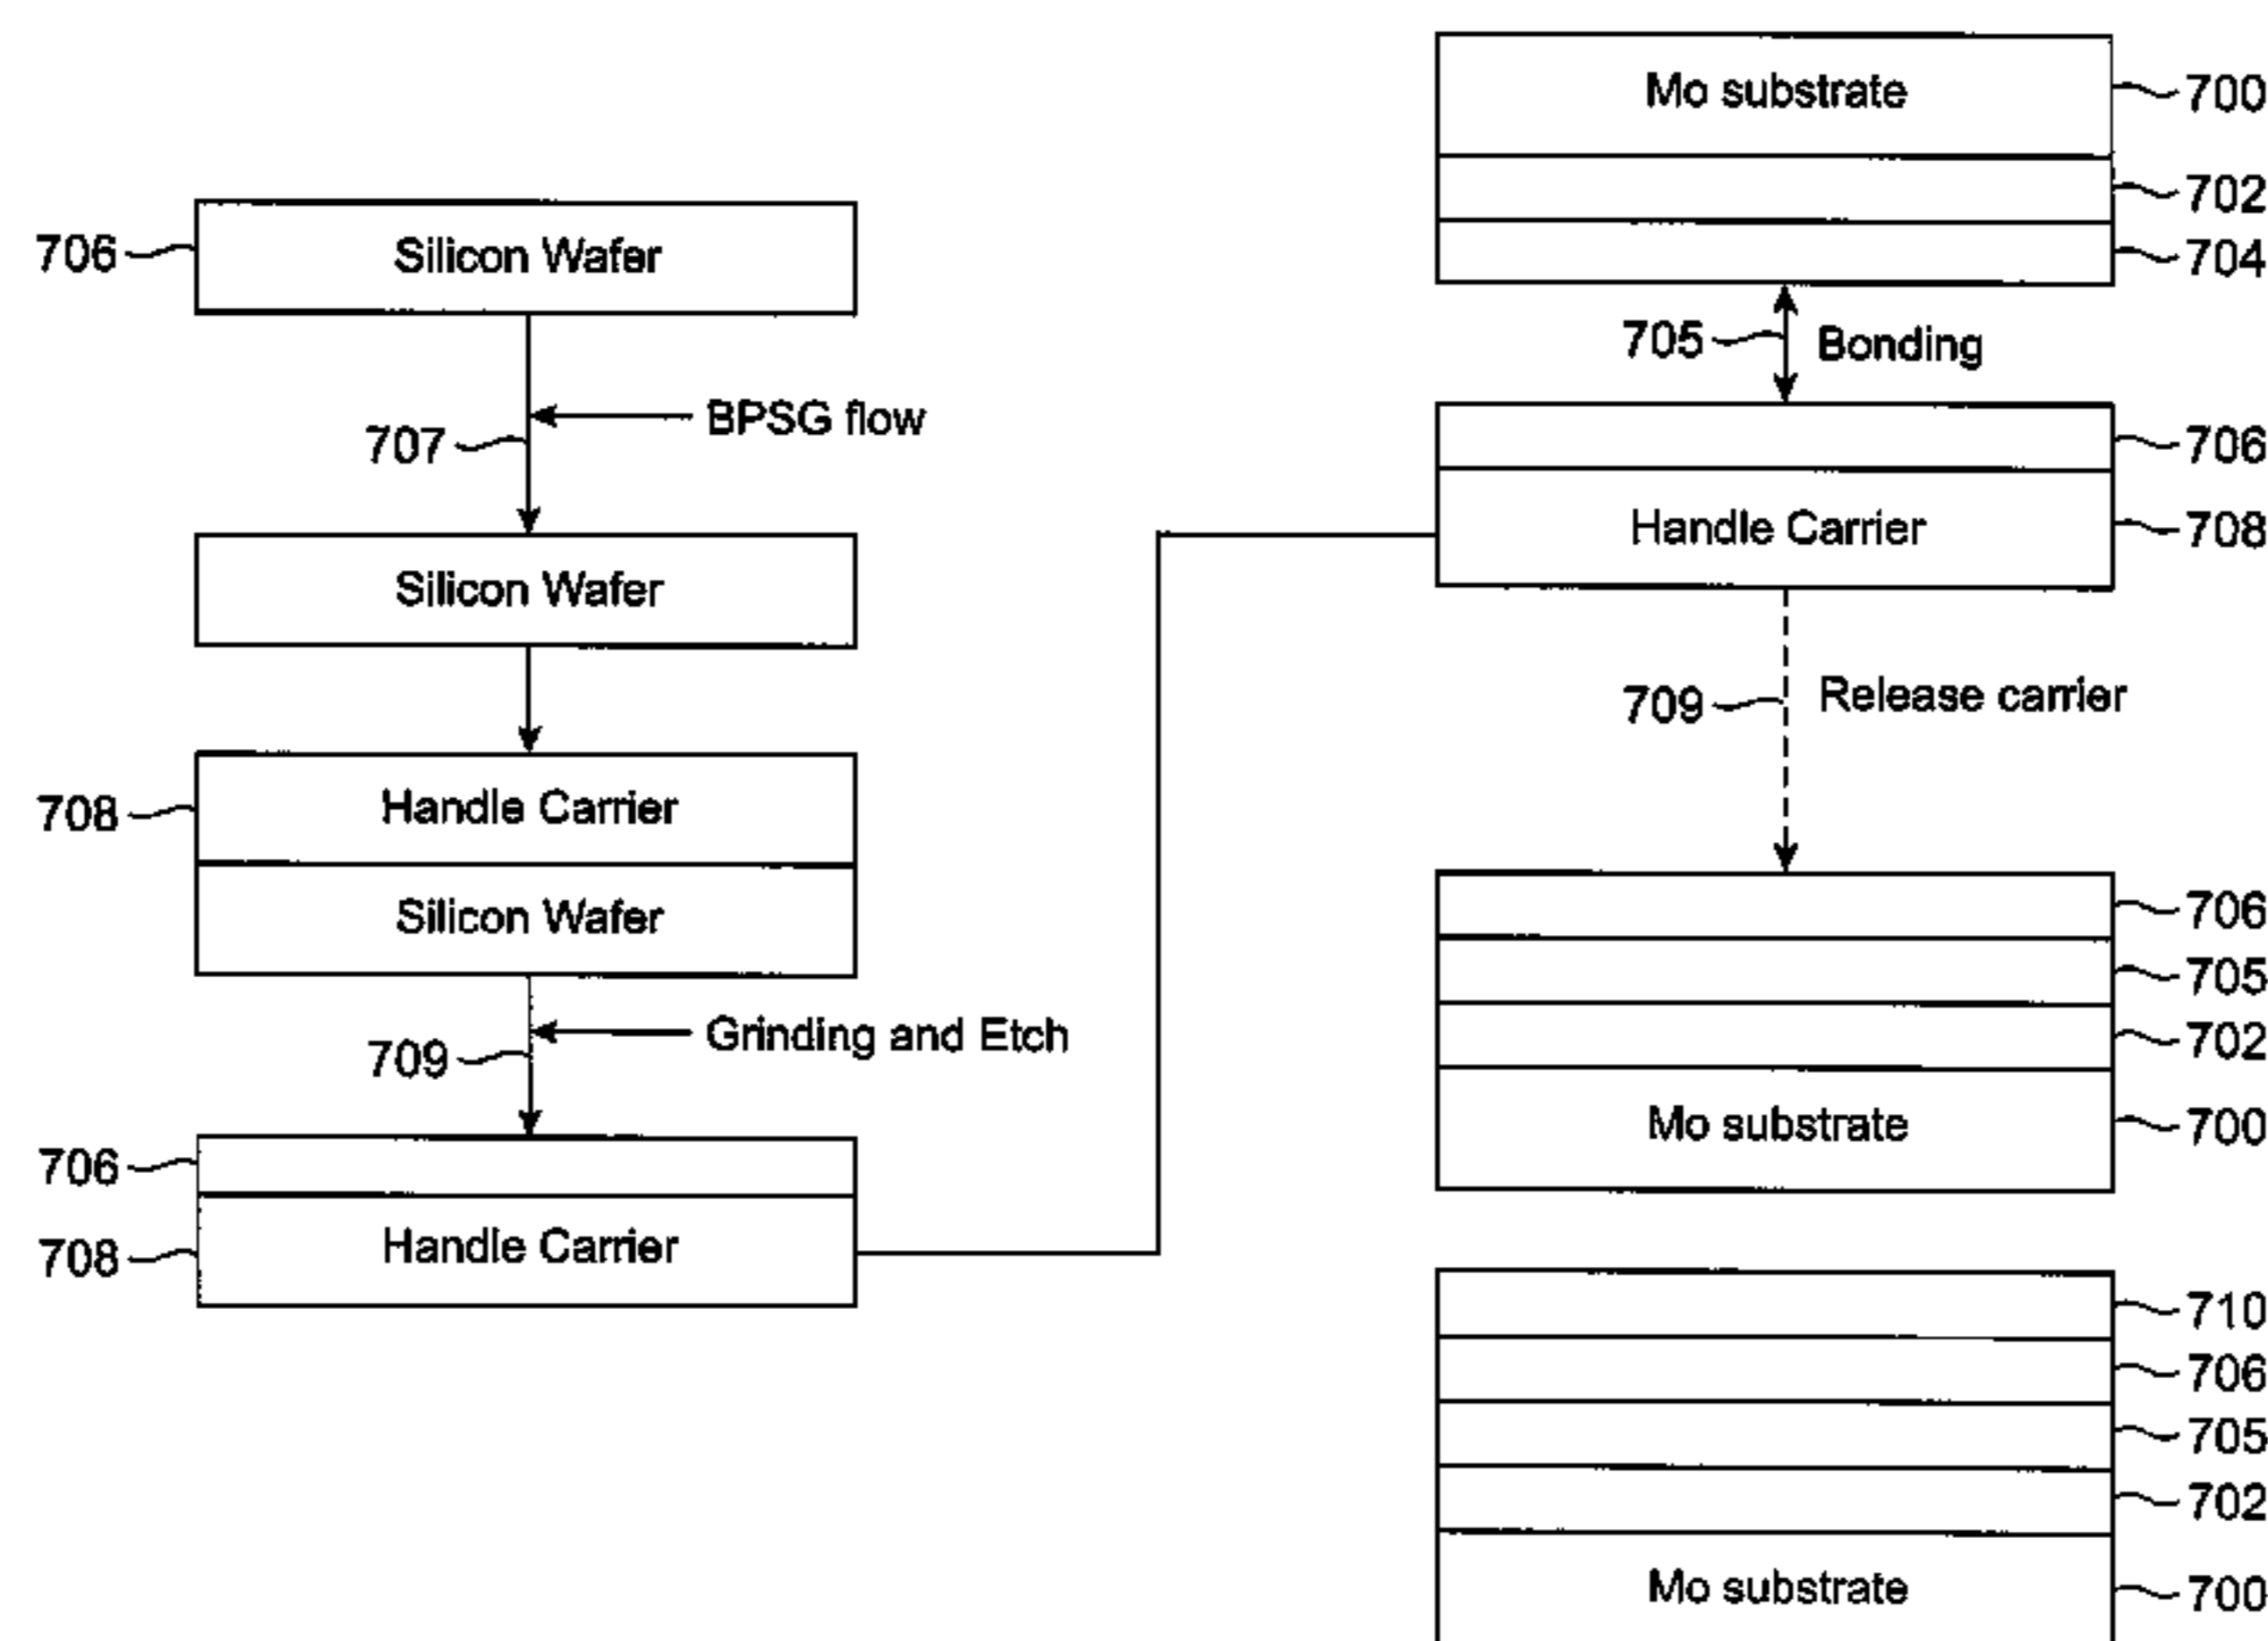 706
Silicon Wafer
707
BPSG flow
Silicon Wafer
708
Handle Carrier
Silicon Wafer
709
Grinding and Etch
706
708
Handle Carrier
Mo substrate
700
702
704
705
Bonding
706
Handle Carrier
708
709
Release carrier
706
705
702
Mo substrate
700
710
706
705
702
Mo substrate
700